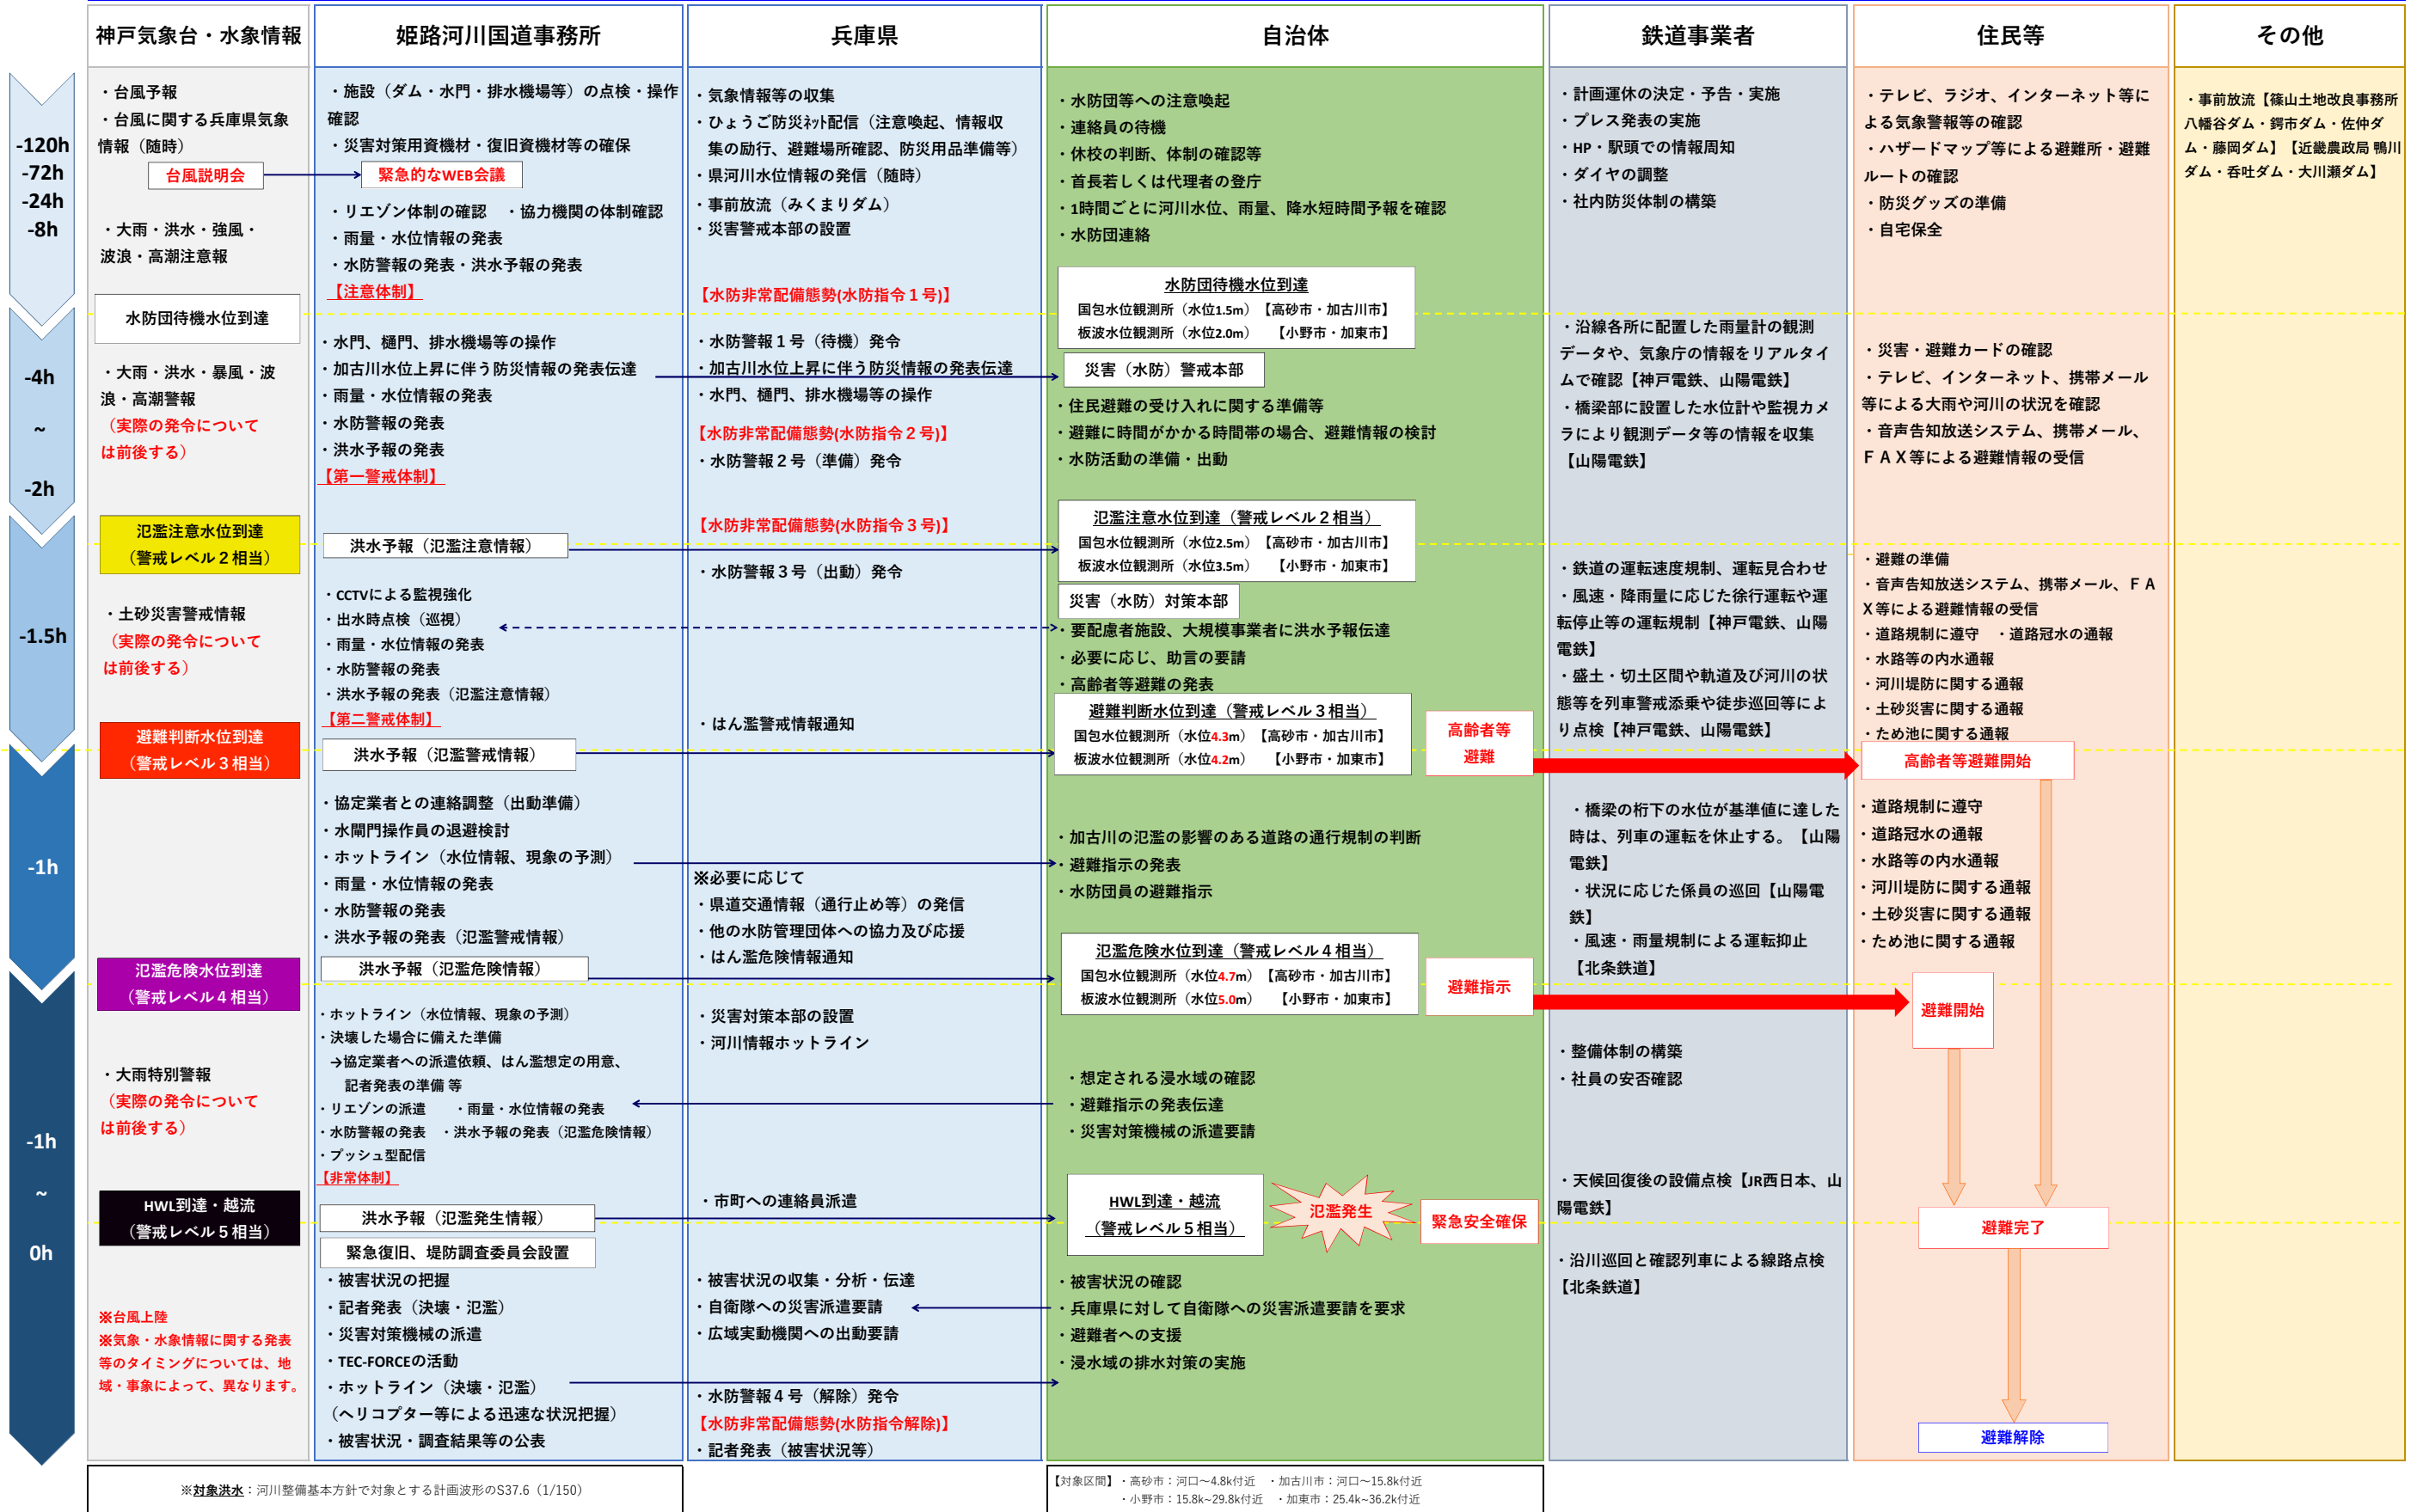 神戸気象台・水象情報
姫路河川国道事務所
兵庫県
自治体
鉄道事業者
住民等
その他
-120h
-72h
-24h
-8h
-4h
~
-2h
-1.5h
-1h
-1h
~
0h
・台風予報
・台風に関する兵庫県気象
情報（随時）
台風説明会
・大雨・洪水・強風・
波浪・高潮注意報
水防団待機水位到達
・大雨・洪水・暴風・波
浪・高潮警報
（実際の発令について
は前後する）
氾濫注意水位到達
（警戒レベル２相当）
・土砂災害警戒情報
（実際の発令について
は前後する）
避難判断水位到達
（警戒レベル３相当）
氾濫危険水位到達
（警戒レベル４相当）
・大雨特別警報
（実際の発令について
は前後する）
HWL到達・越流
（警戒レベル５相当）
※台風上陸
※気象・水象情報に関する発表
等のタイミングについては、地
域・事象によって、異なります。
・施設（ダム・水門・排水機場等）の点検・操作
確認
・災害対策用資機材・復旧資機材等の確保
緊急的なWEB会議
・リエゾン体制の確認　・協力機関の体制確認
・雨量・水位情報の発表
・水防警報の発表・洪水予報の発表
【注意体制】
・水門、樋門、排水機場等の操作
・加古川水位上昇に伴う防災情報の発表伝達
・雨量・水位情報の発表
・水防警報の発表
・洪水予報の発表
【第一警戒体制】
洪水予報（氾濫注意情報）
・CCTVによる監視強化
・出水時点検（巡視）
・雨量・水位情報の発表
・水防警報の発表
・洪水予報の発表（氾濫注意情報）
【第二警戒体制】
洪水予報（氾濫警戒情報）
・協定業者との連絡調整（出動準備）
・水閘門操作員の退避検討
・ホットライン（水位情報、現象の予測）
・雨量・水位情報の発表
・水防警報の発表
・洪水予報の発表（氾濫警戒情報）
洪水予報（氾濫危険情報）
・ホットライン（水位情報、現象の予測）
・決壊した場合に備えた準備
→協定業者への派遣依頼、はん濫想定の用意、
記者発表の準備 等
・リエゾンの派遣　　・雨量・水位情報の発表
・水防警報の発表　・洪水予報の発表（氾濫危険情報）
・プッシュ型配信
【非常体制】
洪水予報（氾濫発生情報）
緊急復旧、堤防調査委員会設置
・被害状況の把握
・記者発表（決壊・氾濫）
・災害対策機械の派遣
・TEC-FORCEの活動
・ホットライン（決壊・氾濫）
（ヘリコプター等による迅速な状況把握）
・被害状況・調査結果等の公表
・気象情報等の収集
・ひょうご防災ﾈｯﾄ配信（注意喚起、情報収
集の励行、避難場所確認、防災用品準備等）
・県河川水位情報の発信（随時）
・事前放流（みくまりダム）
・災害警戒本部の設置
【水防非常配備態勢(水防指令１号)】
・水防警報１号（待機）発令
・加古川水位上昇に伴う防災情報の発表伝達
・水門、樋門、排水機場等の操作
【水防非常配備態勢(水防指令２号)】
・水防警報２号（準備）発令
【水防非常配備態勢(水防指令３号)】
・水防警報３号（出動）発令
・はん濫警戒情報通知
※必要に応じて
・県道交通情報（通行止め等）の発信
・他の水防管理団体への協力及び応援
・はん濫危険情報通知
・災害対策本部の設置
・河川情報ホットライン
・市町への連絡員派遣
・被害状況の収集・分析・伝達
・自衛隊への災害派遣要請
・広域実動機関への出動要請
・水防警報４号（解除）発令
【水防非常配備態勢(水防指令解除)】
・記者発表（被害状況等）
・水防団等への注意喚起
・連絡員の待機
・休校の判断、体制の確認等
・首長若しくは代理者の登庁
・1時間ごとに河川水位、雨量、降水短時間予報を確認
・水防団連絡
水防団待機水位到達
国包水位観測所（水位1.5m）【高砂市・加古川市】
板波水位観測所（水位2.0m）　【小野市・加東市】
災害（水防）警戒本部
・住民避難の受け入れに関する準備等
・避難に時間がかかる時間帯の場合、避難情報の検討
・水防活動の準備・出動
氾濫注意水位到達（警戒レベル２相当）
国包水位観測所（水位2.5m）【高砂市・加古川市】
板波水位観測所（水位3.5m）　【小野市・加東市】
災害（水防）対策本部
・要配慮者施設、大規模事業者に洪水予報伝達
・必要に応じ、助言の要請
・高齢者等避難の発表
避難判断水位到達（警戒レベル３相当）
国包水位観測所（水位4.3m）【高砂市・加古川市】
板波水位観測所（水位4.2m）　【小野市・加東市】
高齢者等
避難
・加古川の氾濫の影響のある道路の通行規制の判断
・避難指示の発表
・水防団員の避難指示
氾濫危険水位到達（警戒レベル４相当）
国包水位観測所（水位4.7m）【高砂市・加古川市】
板波水位観測所（水位5.0m）　【小野市・加東市】
避難指示
・想定される浸水域の確認
・避難指示の発表伝達
・災害対策機械の派遣要請
HWL到達・越流
（警戒レベル５相当）
氾濫発生
緊急安全確保
・被害状況の確認
・兵庫県に対して自衛隊への災害派遣要請を要求
・避難者への支援
・浸水域の排水対策の実施
・計画運休の決定・予告・実施
・プレス発表の実施
・HP・駅頭での情報周知
・ダイヤの調整
・社内防災体制の構築
・沿線各所に配置した雨量計の観測
データや、気象庁の情報をリアルタイ
ムで確認【神戸電鉄、山陽電鉄】
・橋梁部に設置した水位計や監視カメ
ラにより観測データ等の情報を収集
【山陽電鉄】
・鉄道の運転速度規制、運転見合わせ
・風速・降雨量に応じた徐行運転や運
転停止等の運転規制【神戸電鉄、山陽
電鉄】
・盛土・切土区間や軌道及び河川の状
態等を列車警戒添乗や徒歩巡回等によ
り点検【神戸電鉄、山陽電鉄】
・橋梁の桁下の水位が基準値に達した
時は、列車の運転を休止する。【山陽
電鉄】
・状況に応じた係員の巡回【山陽電
鉄】
・風速・雨量規制による運転抑止
【北条鉄道】
・整備体制の構築
・社員の安否確認
・天候回復後の設備点検【JR西日本、山
陽電鉄】
・沿川巡回と確認列車による線路点検
【北条鉄道】
・テレビ、ラジオ、インターネット等に
よる気象警報等の確認
・ハザードマップ等による避難所・避難
ルートの確認
・防災グッズの準備
・自宅保全
・災害・避難カードの確認
・テレビ、インターネット、携帯メール
等による大雨や河川の状況を確認
・音声告知放送システム、携帯メール、
ＦＡＸ等による避難情報の受信
・避難の準備
・音声告知放送システム、携帯メール、ＦＡ
Ｘ等による避難情報の受信
・道路規制に遵守　・道路冠水の通報
・水路等の内水通報
・河川堤防に関する通報
・土砂災害に関する通報
・ため池に関する通報
高齢者等避難開始
・道路規制に遵守
・道路冠水の通報
・水路等の内水通報
・河川堤防に関する通報
・土砂災害に関する通報
・ため池に関する通報
避難開始
避難完了
避難解除
・事前放流【篠山土地改良事務所
八幡谷ダム・鍔市ダム・佐仲ダ
ム・藤岡ダム】【近畿農政局 鴨川
ダム・呑吐ダム・大川瀬ダム】
※対象洪水：河川整備基本方針で対象とする計画波形のS37.6（1/150）
【対象区間】・高砂市：河口～4.8k付近　・加古川市：河口～15.8k付近
・小野市：15.8k~29.8k付近　・加東市：25.4k～36.2k付近